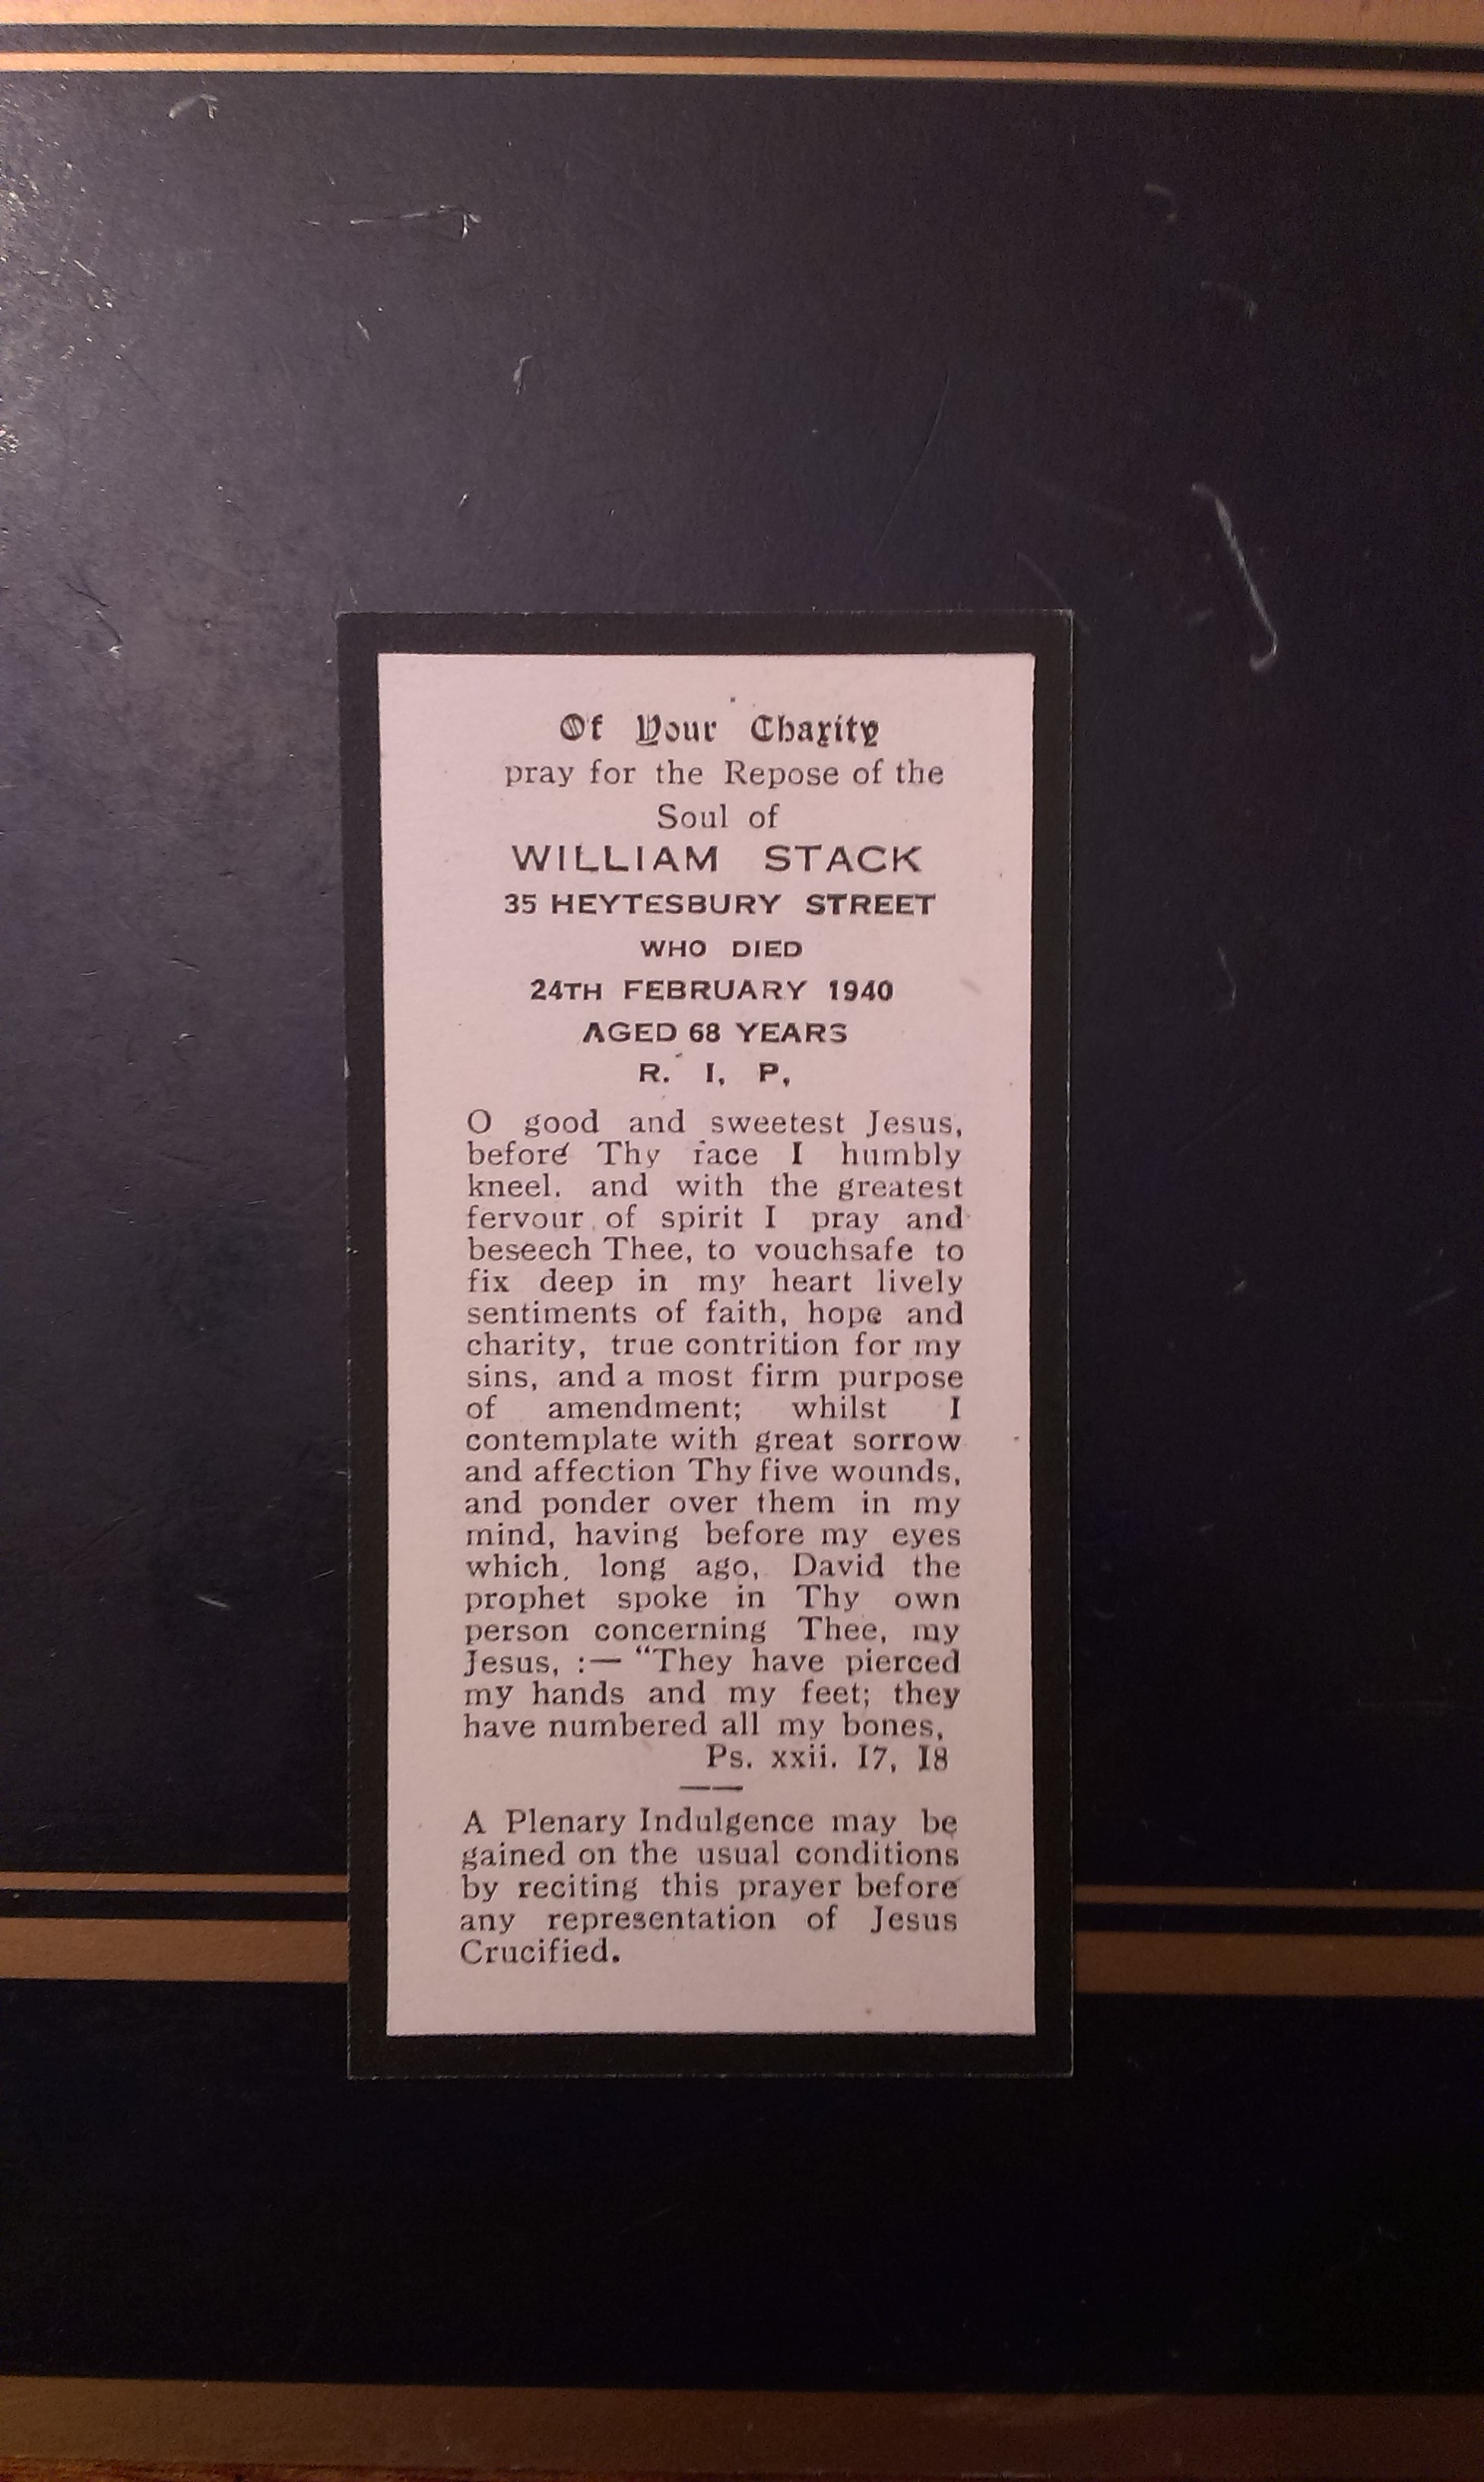 Of Your Charity
pray for the Repose of the
Soul of
WILLIAM STACK
35 HEYTESBURY STREET
WHO DIED
24TH FEBRUARY 1940
AGED 68 YEARS
R. I, P,
O good and sweetest Jesus,
before Thy face I humbly
kneel. and with the greatest
fervour of spirit I pray and
beseech Thee, to vouchsafe to
fix deep in my heart lively
sentiments of faith, hope and
charity, true contrition for my
sins, and a most firm purpose
of amendment; whilst I
contemplate with great sorrow
and affection Thy five wounds,
and ponder over them in my
mind, having before my eyes
which, long ago, David the
prophet spoke in Thy own
person concerning Thee, my
Jesus, :— “They have pierced
my hands and my feet; they
have numbered all my bones,
Ps. xxii. 17, 18
A Plenary Indulgence may be
gained on the usual conditions
by reciting this prayer before
any representation of Jesus
Crucified.